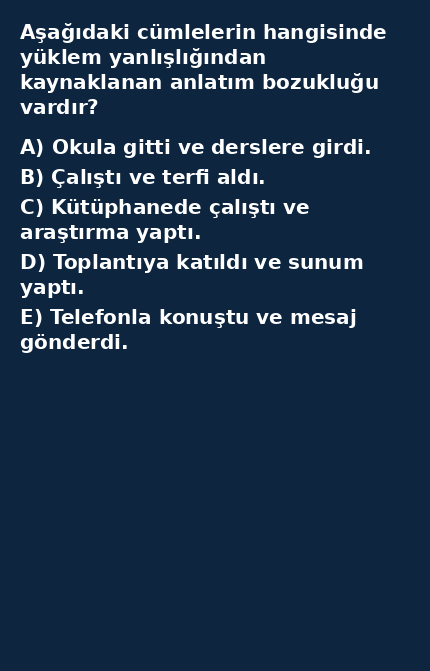 Aşağıdaki cümlelerin hangisinde
yüklem yanlışlığından
kaynaklanan anlatım bozukluğu
vardır?
A) Okula gitti ve derslere girdi.
B) Çalıştı ve terfi aldı.
C) Kütüphanede çalıştı ve
araştırma yaptı.
D) Toplantıya katıldı ve sunum
yaptı.
E) Telefonla konuştu ve mesaj
gönderdi.